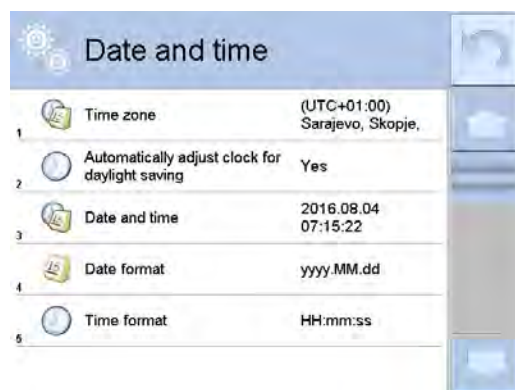 Date and time
1 Time zone (UTC+01:00)
Sarajevo, Skopje,
2 Automatically adjust clock for
daylight saving Yes
3 Date and time 2016.08.04
07:15:22
4 Date format yyyy.MM.dd
5 Time format HH:mm:ss